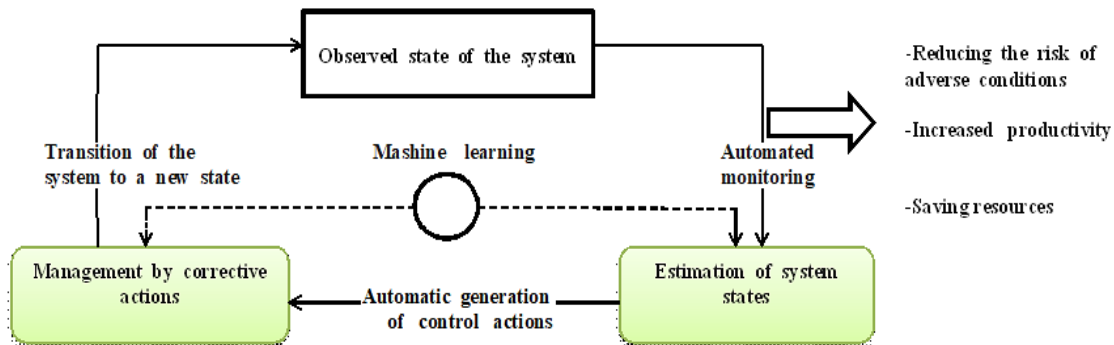 Observed state of the system
-Reducing the risk of
adverse conditions
-Increased productivity
-Saving resources
Transition of the
system to a new state
Mashine learning
Automated
monitoring
Management by corrective
actions
Automatic generation
of control actions
Estimation of system
states